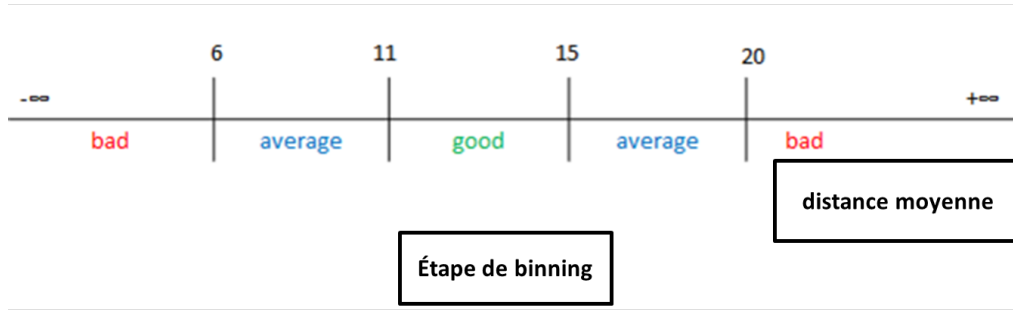 6 11 15 20
-∞ +∞
bad average good average bad
distance moyenne
Étape de binning